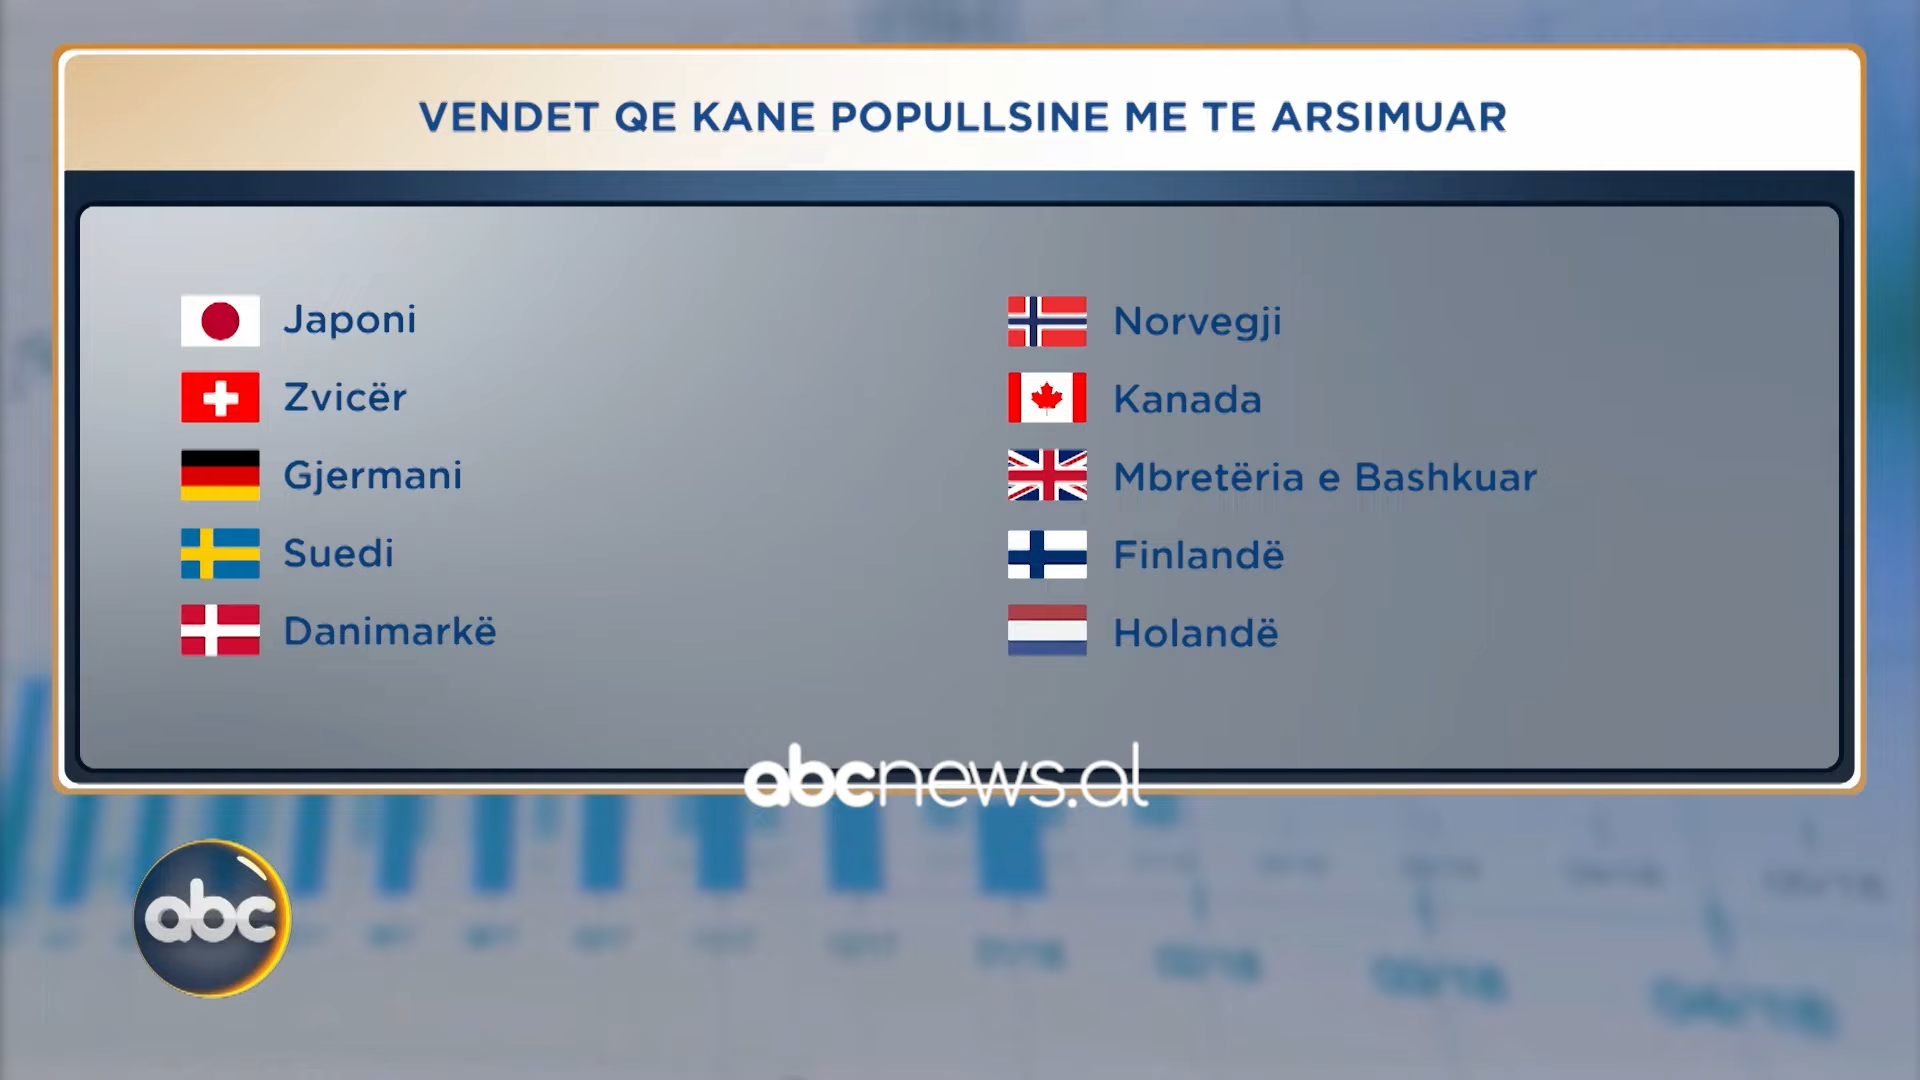 VENDET QE KANE POPULLSINE ME TE ARSIMUAR
Japoni
Zvicër
Gjermani
Suedi
Danimarkë
Norvegji
Kanada
Mbretëria e Bashkuar
Finlandë
Holandë
abcnews.al
abc